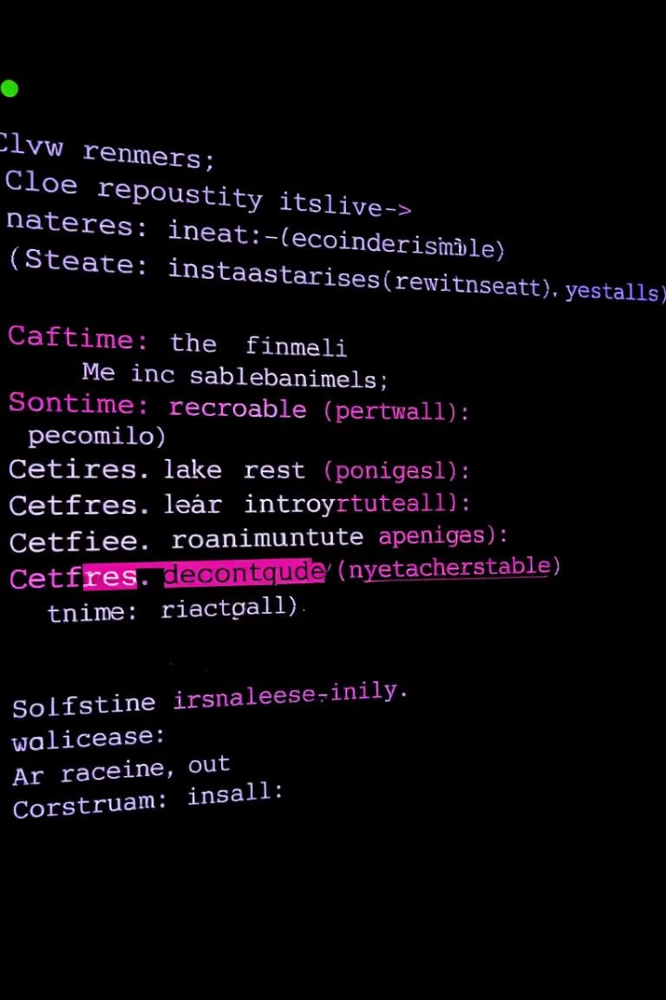 Clvw renmers;
Cloe repoustity itslive->
nateres: ineat:-(ecoinderismble)
(Steate: instaastarises(rewitnseatt), yestalls)
Caftime: the finmeli
Me inc sablebanimels;
Sontime: recroable (pertwall):
pecomilo)
Cetires. lake rest (ponigasl):
Cetfres. leár introyrtuteall):
Cetfiee. roanimuntute apeniges):
Cetfres. decontqude (nyetacherstable)
tnime: riactgall).
Solfstine irsnaleese-inily.
walicease:
Ar raceine, out
Corstruam: insall: